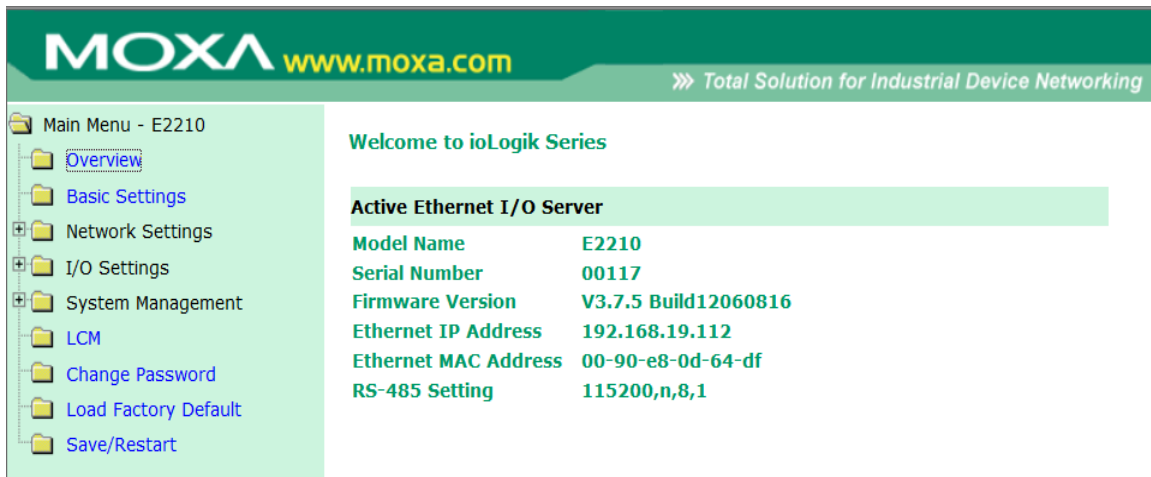 MOXA www.moxa.com
Total Solution for Industrial Device Networking
Main Menu - E2210
Overview
Basic Settings
Network Settings
I/O Settings
System Management
LCM
Change Password
Load Factory Default
Save/Restart
Welcome to ioLogik Series
Active Ethernet I/O Server
Model Name E2210
Serial Number 00117
Firmware Version V3.7.5 Build12060816
Ethernet IP Address 192.168.19.112
Ethernet MAC Address 00-90-e8-0d-64-df
RS-485 Setting 115200,n,8,1